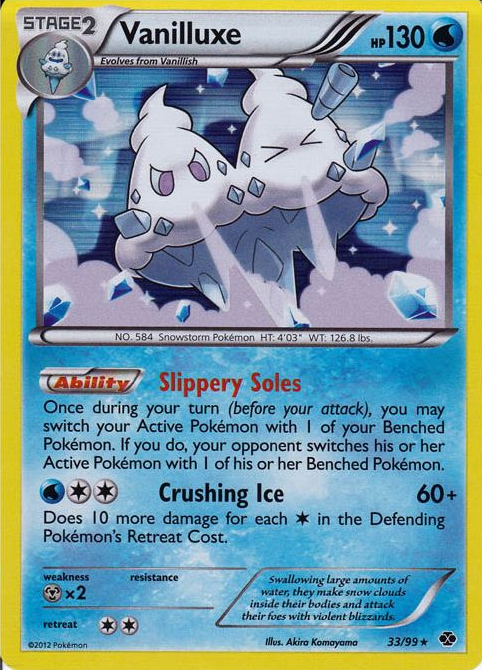 STAGE2
Vanilluxe
HP130
Evolves from Vanillish
NO. 584 Snowstorm Pokémon HT: 4'03" WT: 126.8 lbs.
Ability Slippery Soles
Once during your turn (before your attack), you may
switch your Active Pokémon with 1 of your Benched
Pokémon. If you do, your opponent switches his or her
Active Pokémon with 1 of his or her Benched Pokémon.
Crushing Ice 60+
Does 10 more damage for each in the Defending
Pokémon's Retreat Cost.
weakness resistance
×2
retreat
Swallowing large amounts of
water, they make snow clouds
inside their bodies and attack
their foes with violent blizzards.
©2012 Pokémon Illus. Akira Komayama 33/99★